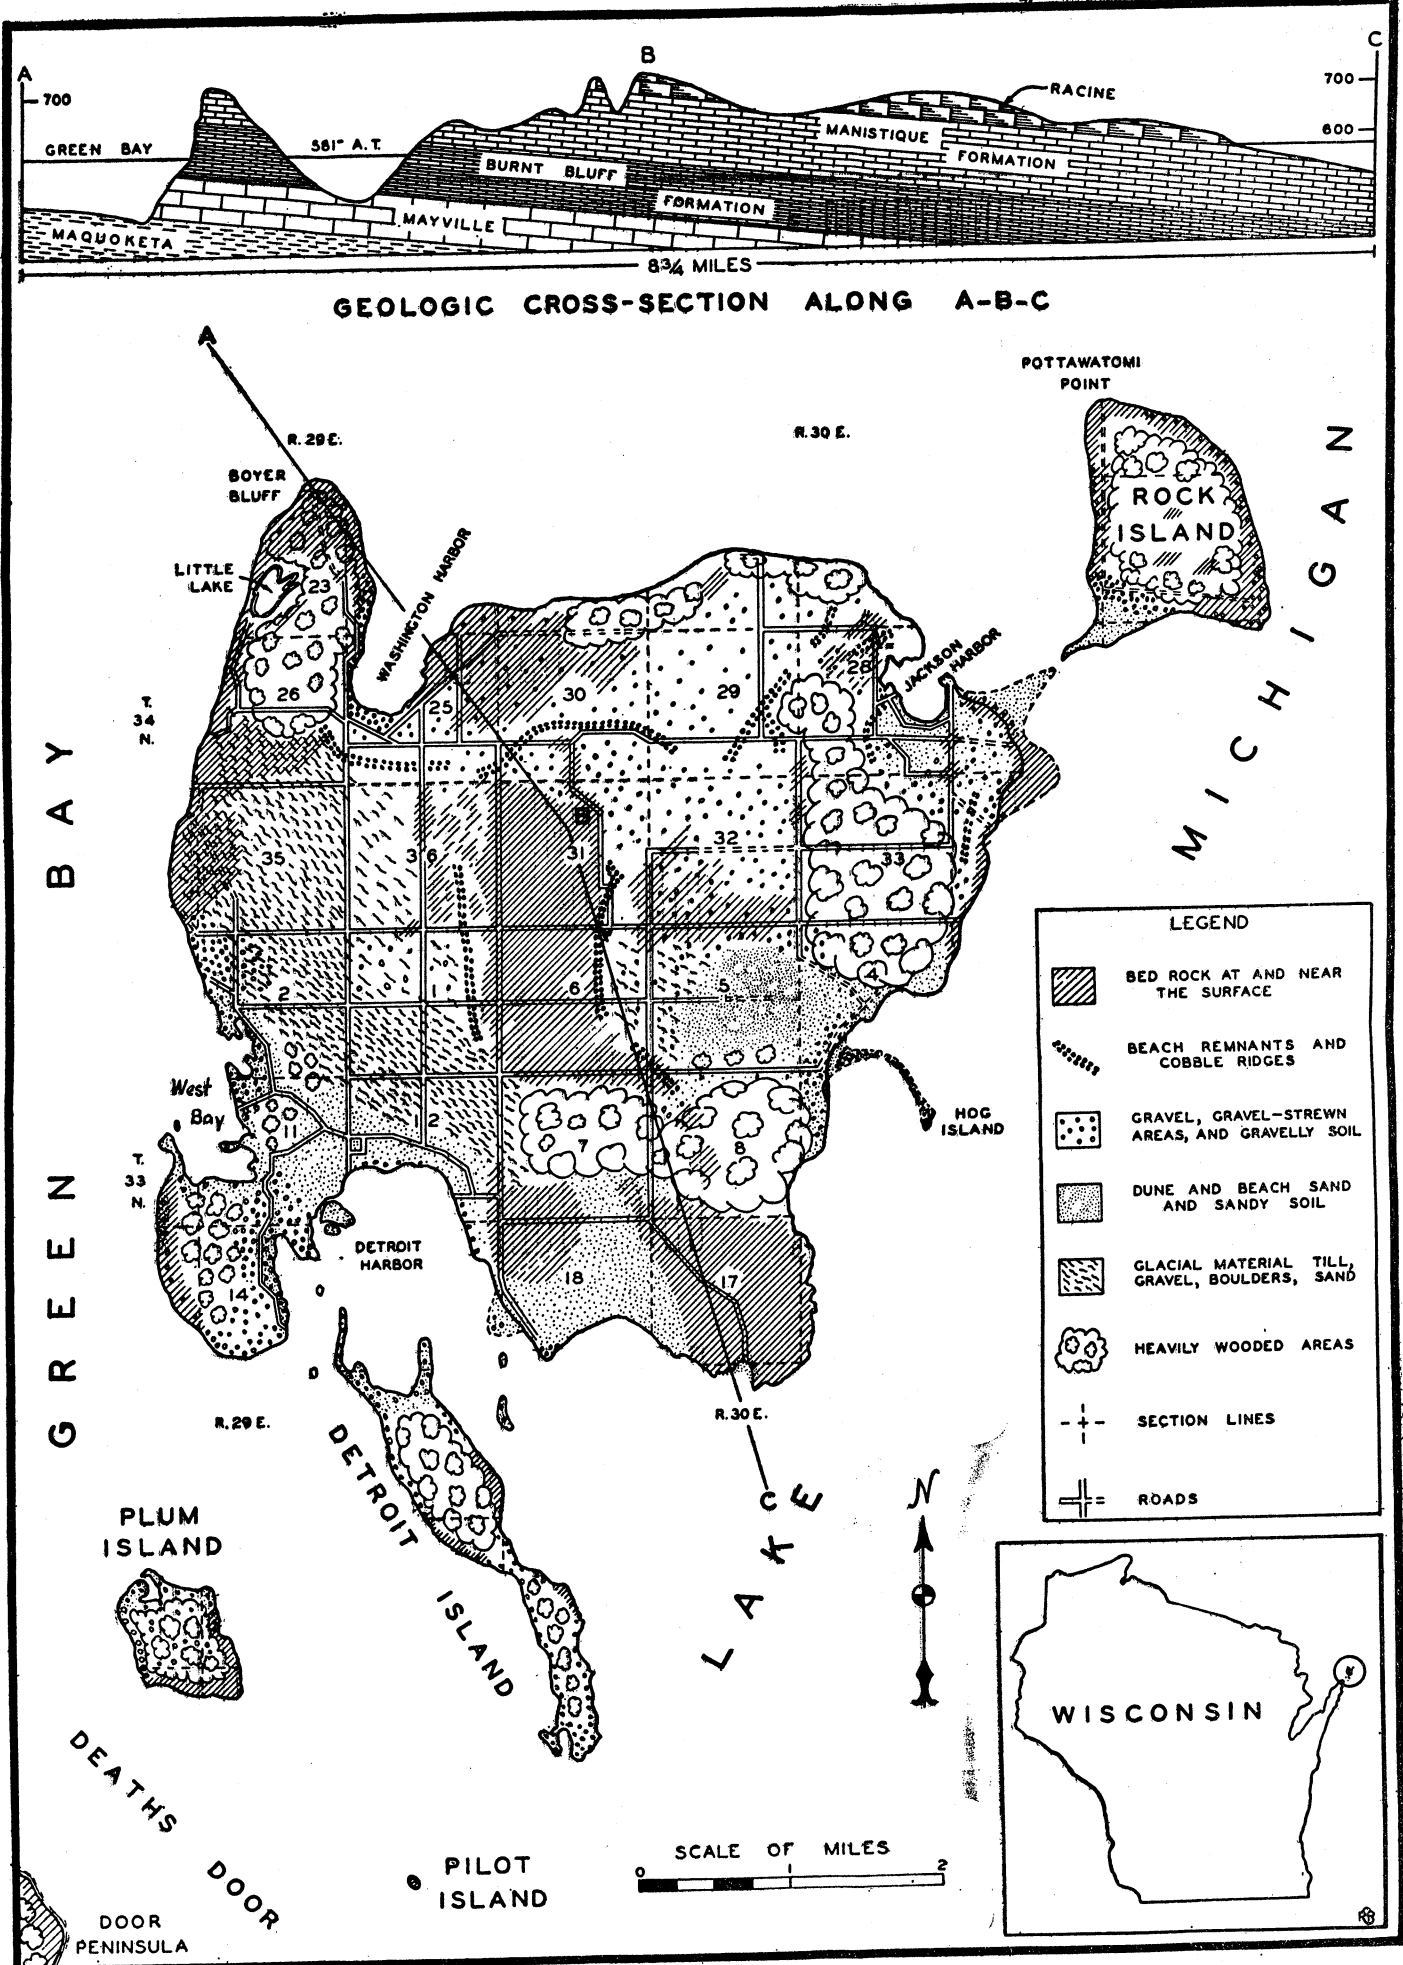 A
B
C
700
700
RACINE
600
MANISTIQUE
FORMATION
GREEN BAY
581' A.T.
BURNT BLUFF
FORMATION
MAYVILLE
MAQUOKETA
8¾ MILES
GEOLOGIC CROSS-SECTION ALONG A-B-C
A
POTTAWATOMI
POINT
R. 29 E.
R. 30 E.
BOYER
BLUFF
ROCK
ISLAND
WASHINGTON HARBOR
LITTLE
LAKE
23
JACKSON
HARBOR
28
26
25
30
29
T.
34
N.
B
32
35
36
31
33
GREEN BAY
LAKE MICHIGAN
2
1
6
5
4
West
Bay
11
12
7
8
HOG
ISLAND
T.
33
N.
DETROIT
HARBOR
14
18
17
R. 29 E.
R. 30 E.
C
DETROIT ISLAND
PLUM
ISLAND
N
DEATHS DOOR
PILOT
ISLAND
DOOR
PENINSULA
SCALE OF MILES
0 1 2
LEGEND
BED ROCK AT AND NEAR
THE SURFACE
BEACH REMNANTS AND
COBBLE RIDGES
GRAVEL, GRAVEL-STREWN
AREAS, AND GRAVELLY SOIL
DUNE AND BEACH SAND
AND SANDY SOIL
GLACIAL MATERIAL TILL,
GRAVEL, BOULDERS, SAND
HEAVILY WOODED AREAS
SECTION LINES
ROADS
WISCONSIN